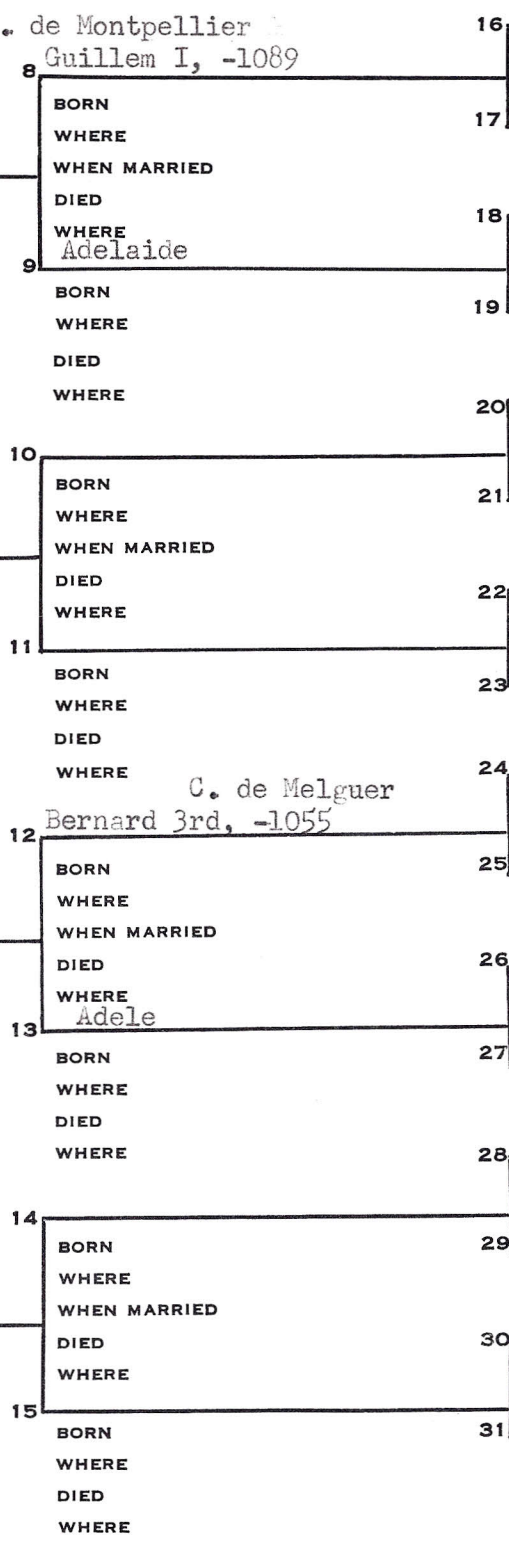 . de Montpellier
16
Guillem I, -1089
8
BORN
17
WHERE
WHEN MARRIED
DIED
18
WHERE
Adelaide
9
BORN
19
WHERE
DIED
WHERE
20
10
BORN
21
WHERE
WHEN MARRIED
DIED
22
WHERE
11
BORN
23
WHERE
DIED
WHERE
24
C. de Melguer
Bernard 3rd, -1055
12
BORN
25
WHERE
WHEN MARRIED
DIED
26
WHERE
Adele
13
BORN
27
WHERE
DIED
WHERE
28
14
BORN
29
WHERE
WHEN MARRIED
DIED
30
WHERE
15
BORN
31
WHERE
DIED
WHERE